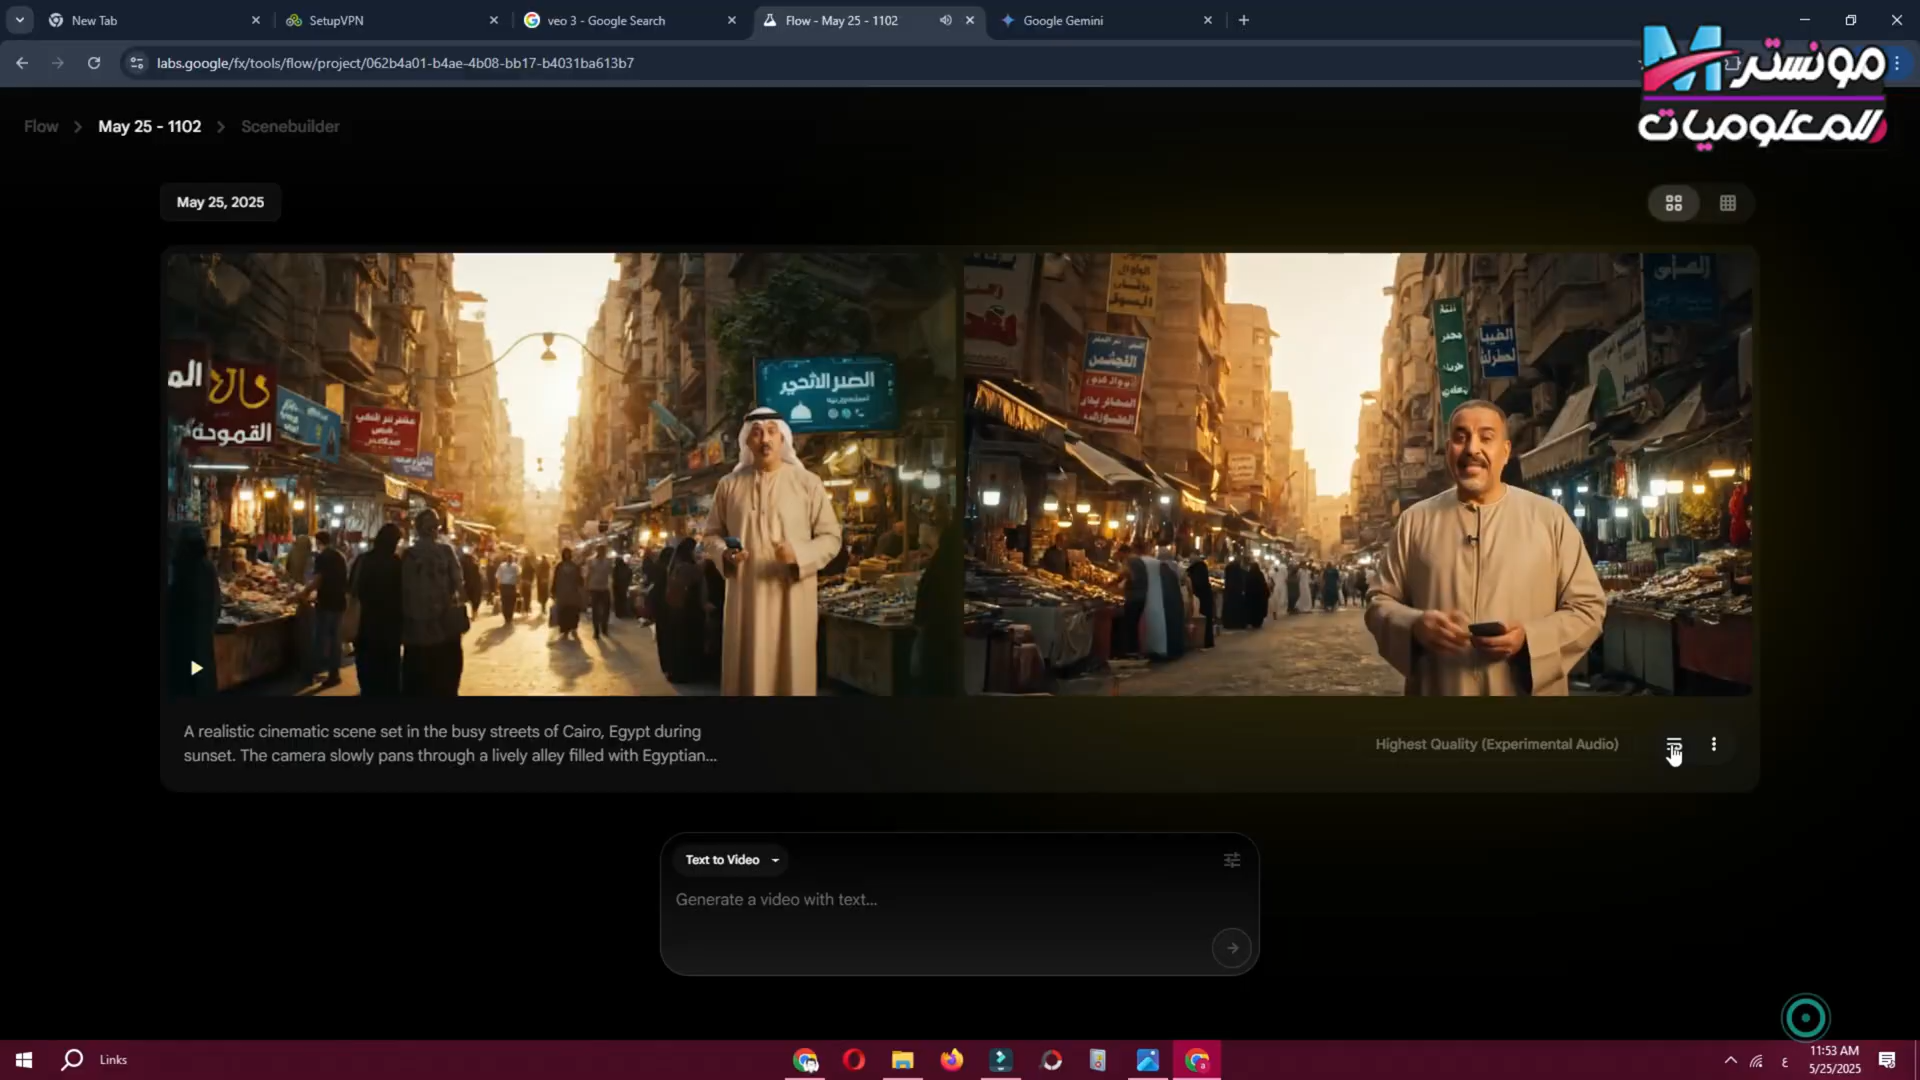 New Tab
SetupVPN
veo 3 - Google Search
Flow - May 25 - 1102
Google Gemini
labs.google/fx/tools/flow/project/062b4a01-b4ae-4b08-bb17-b4031ba613b7
مونستر
للمعلوميات
Flow
May 25 - 1102
Scenebuilder
May 25, 2025
القموحة
الصبر الاتحير
A realistic cinematic scene set in the busy streets of Cairo, Egypt during
sunset. The camera slowly pans through a lively alley filled with Egyptian...
Highest Quality (Experimental Audio)
Text to Video
Generate a video with text...
Links
ع
11:53 AM
5/25/2025